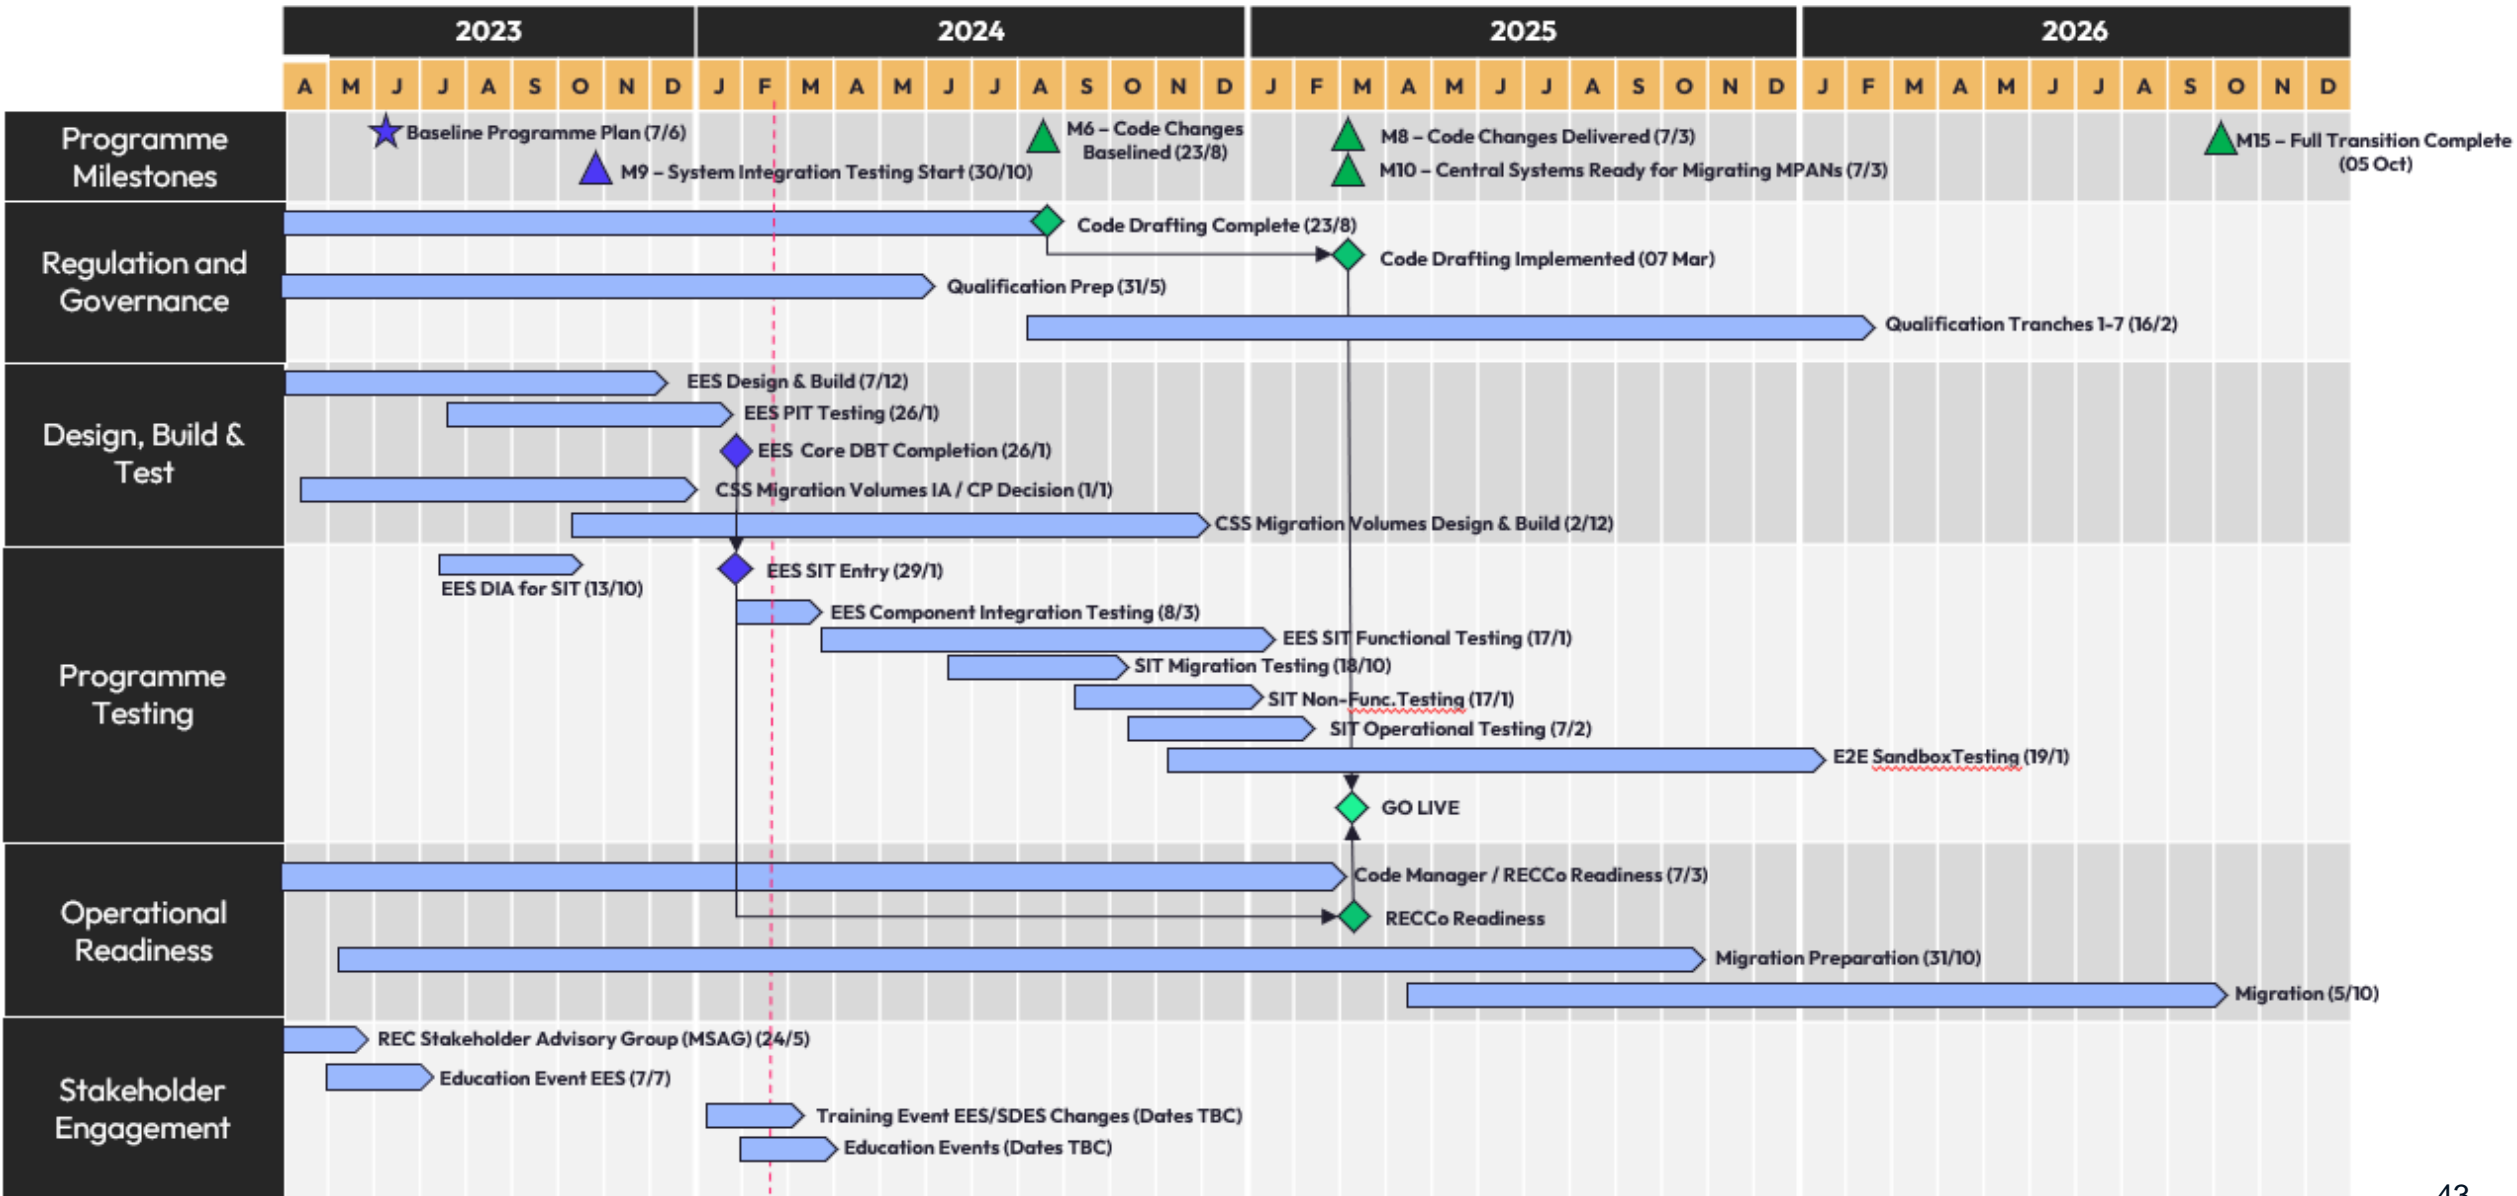 2023 2024 2025 2026
A M J J A S O N D J F M A M J J A S O N D J F M A M J J A S O N D J F M A M J J A S O N D
Programme
Milestones
Baseline Programme Plan (7/6)
M9 – System Integration Testing Start (30/10)
M6 – Code Changes
Baselined (23/8)
M8 – Code Changes Delivered (7/3)
M10 – Central Systems Ready for Migrating MPANs (7/3)
M15 – Full Transition Complete
(05 Oct)
Regulation and
Governance
Code Drafting Complete (23/8)
Code Drafting Implemented (07 Mar)
Qualification Prep (31/5)
Qualification Tranches 1-7 (16/2)
Design, Build &
Test
EES Design & Build (7/12)
EES PIT Testing (26/1)
EES Core DBT Completion (26/1)
CSS Migration Volumes IA / CP Decision (1/1)
CSS Migration Volumes Design & Build (2/12)
Programme
Testing
EES DIA for SIT (13/10)
EES SIT Entry (29/1)
EES Component Integration Testing (8/3)
EES SIT Functional Testing (17/1)
SIT Migration Testing (18/10)
SIT Non-Func.Testing (17/1)
SIT Operational Testing (7/2)
E2E SandboxTesting (19/1)
GO LIVE
Operational
Readiness
Code Manager / RECCo Readiness (7/3)
RECCo Readiness
Migration Preparation (31/10)
Migration (5/10)
Stakeholder
Engagement
REC Stakeholder Advisory Group (MSAG) (24/5)
Education Event EES (7/7)
Training Event EES/SDES Changes (Dates TBC)
Education Events (Dates TBC)
43